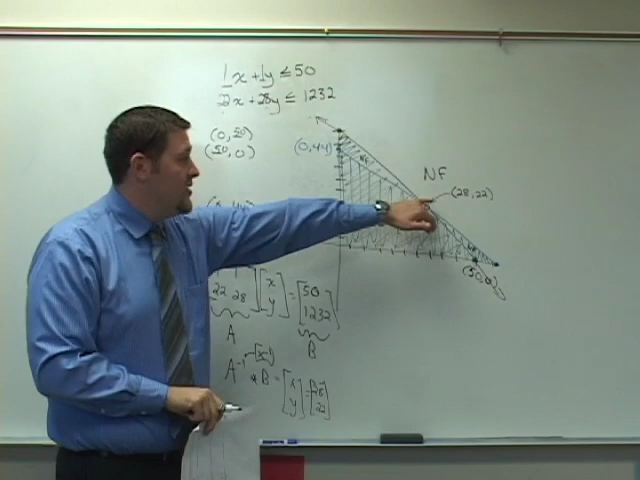 1x + 1y ≤ 50
22x + 28y ≤ 1232
(0, 50)
(50, 0)
(0,44)
NF
NF
(28,22)
(50,0)
22 28
[x
y]
=
[50
1232]
A
B
A⁻¹ * B = [x
y] = [28
22]